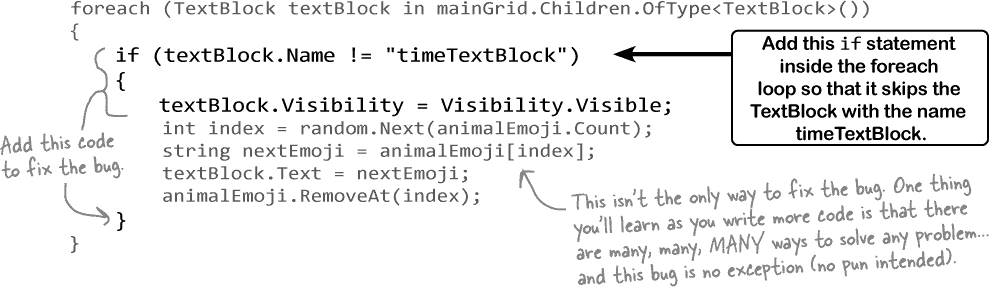 foreach (TextBlock textBlock in mainGrid.Children.OfType<TextBlock>())
{
if (textBlock.Name != "timeTextBlock")
{
textBlock.Visibility = Visibility.Visible;
int index = random.Next(animalEmoji.Count);
string nextEmoji = animalEmoji[index];
textBlock.Text = nextEmoji;
animalEmoji.RemoveAt(index);
}
}
Add this if statement
inside the foreach
loop so that it skips the
TextBlock with the name
timeTextBlock.
Add this code
to fix the bug.
This isn't the only way to fix the bug. One thing
you'll learn as you write more code is that there
are many, many, MANY ways to solve any problem...
and this bug is no exception (no pun intended).